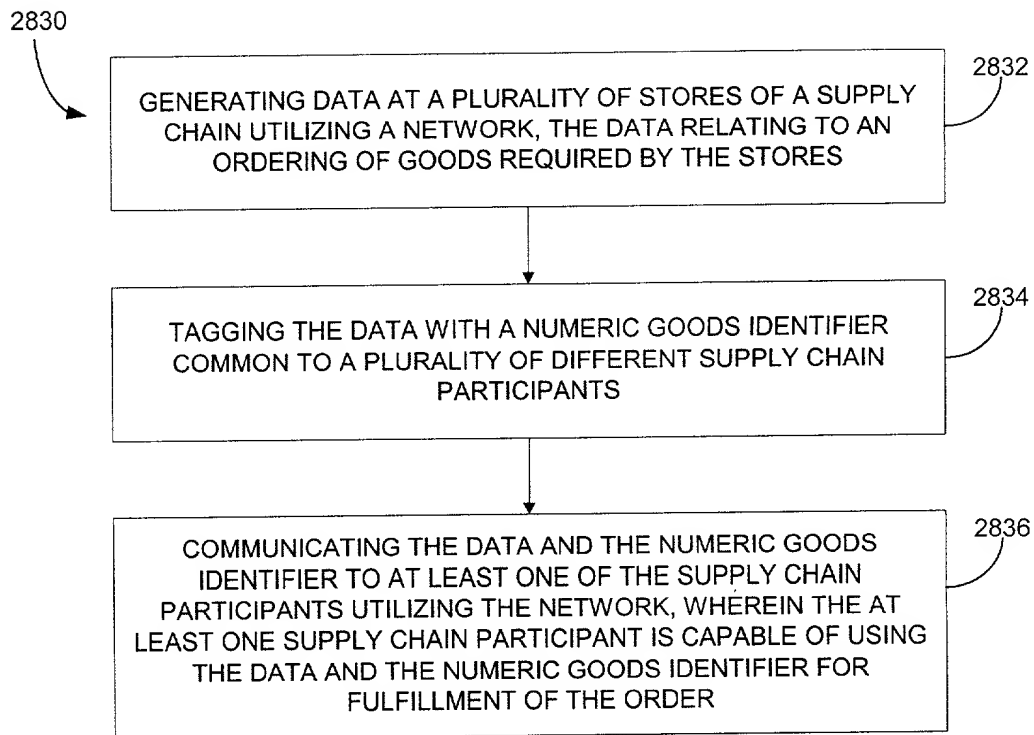 2830
2832
GENERATING DATA AT A PLURALITY OF STORES OF A SUPPLY
CHAIN UTILIZING A NETWORK, THE DATA RELATING TO AN
ORDERING OF GOODS REQUIRED BY THE STORES
2834
TAGGING THE DATA WITH A NUMERIC GOODS IDENTIFIER
COMMON TO A PLURALITY OF DIFFERENT SUPPLY CHAIN
PARTICIPANTS
2836
COMMUNICATING THE DATA AND THE NUMERIC GOODS
IDENTIFIER TO AT LEAST ONE OF THE SUPPLY CHAIN
PARTICIPANTS UTILIZING THE NETWORK, WHEREIN THE AT
LEAST ONE SUPPLY CHAIN PARTICIPANT IS CAPABLE OF USING
THE DATA AND THE NUMERIC GOODS IDENTIFIER FOR
FULFILLMENT OF THE ORDER